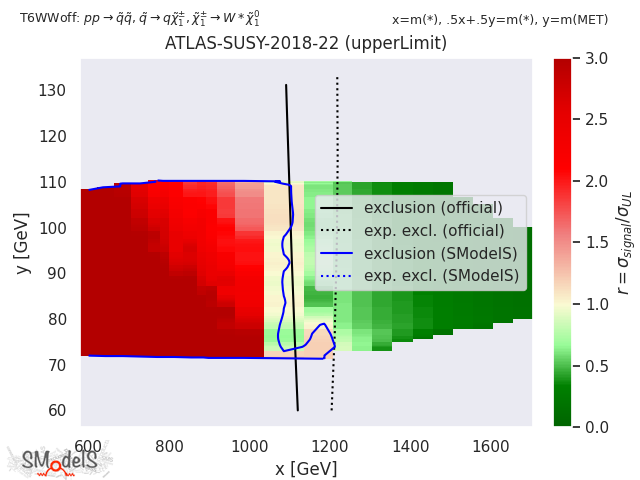 T6WWoff: pp → q̃q̃, q̃ → qχ̃₁±, χ̃₁± → W*χ̃₁⁰
x=m(*), .5x+.5y=m(*), y=m(MET)
ATLAS-SUSY-2018-22 (upperLimit)
y [GeV]
130
120
110
100
90
80
70
60
600
800
1000
1200
1400
1600
x [GeV]
exclusion (official)
exp. excl. (official)
exclusion (SModelS)
exp. excl. (SModelS)
3.0
2.5
2.0
1.5
1.0
0.5
0.0
r = σ_signal/σ_UL
SModelS